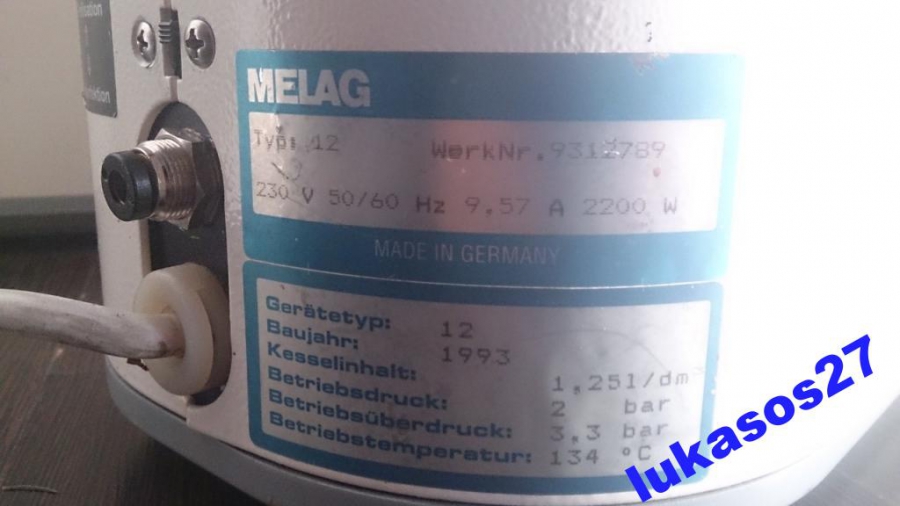 MELAG
Typ: 12 WerkNr. 9312789
230 V 50/60 Hz 9.57 A 2200 W
MADE IN GERMANY
Gerätetyp: 12
Baujahr: 1993
Kesselinhalt: 1,25l/dm
Betriebsdruck: 2 bar
Betriebsüberdruck: 3,3 bar
Betriebstemperatur: 134 °C
lukasos27